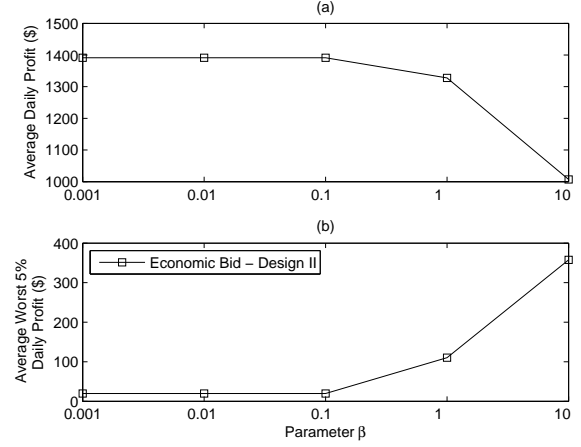 (a)
Average Daily Profit ($)
1500
1400
1300
1200
1100
1000
0.001 0.01 0.1 1 10
(b)
Average Worst 5%
Daily Profit ($)
400
300
200
100
0
Economic Bid − Design II
0.001 0.01 0.1 1 10
Parameter β